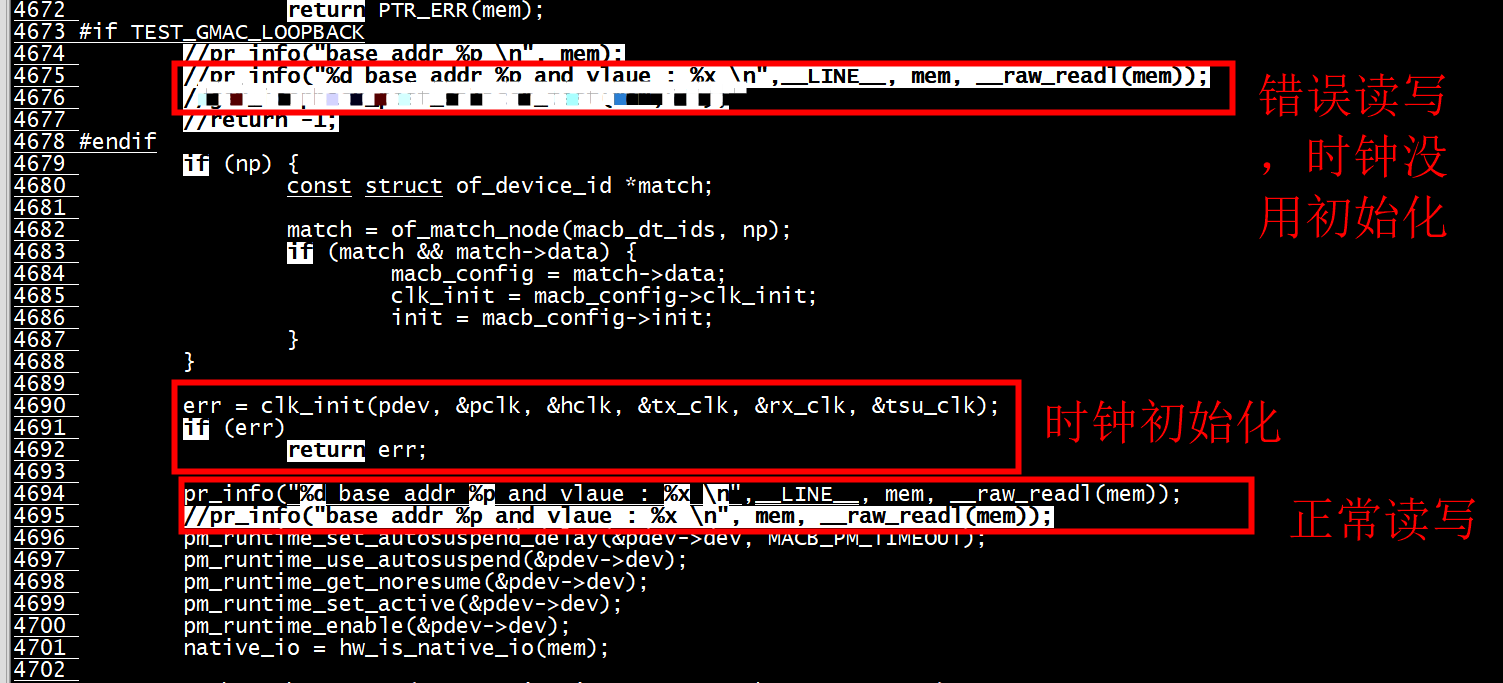 4672 return PTR_ERR(mem);
4673 #if TEST_GMAC_LOOPBACK
4674 //pr_info("base addr %p \n", mem);
4675 //pr_info("%d base addr %p and vlaue : %x \n",__LINE__, mem, __raw_readl(mem));
4676
4677 //return -1;
4678 #endif
错误读写
，时钟没
用初始化
4679 if (np) {
4680 const struct of_device_id *match;
4681
4682 match = of_match_node(macb_dt_ids, np);
4683 if (match && match->data) {
4684 macb_config = match->data;
4685 clk_init = macb_config->clk_init;
4686 init = macb_config->init;
4687 }
4688 }
4689
4690 err = clk_init(pdev, &pclk, &hclk, &tx_clk, &rx_clk, &tsu_clk);
4691 if (err)
4692 return err;
时钟初始化
4693
4694 pr_info("%d base addr %p and vlaue : %x \n",__LINE__, mem, __raw_readl(mem));
4695 //pr_info("base addr %p and vlaue : %x \n", mem, __raw_readl(mem));
正常读写
4696 pm_runtime_set_autosuspend_delay(&pdev->dev, MACB_PM_TIMEOUT);
4697 pm_runtime_use_autosuspend(&pdev->dev);
4698 pm_runtime_get_noresume(&pdev->dev);
4699 pm_runtime_set_active(&pdev->dev);
4700 pm_runtime_enable(&pdev->dev);
4701 native_io = hw_is_native_io(mem);
4702